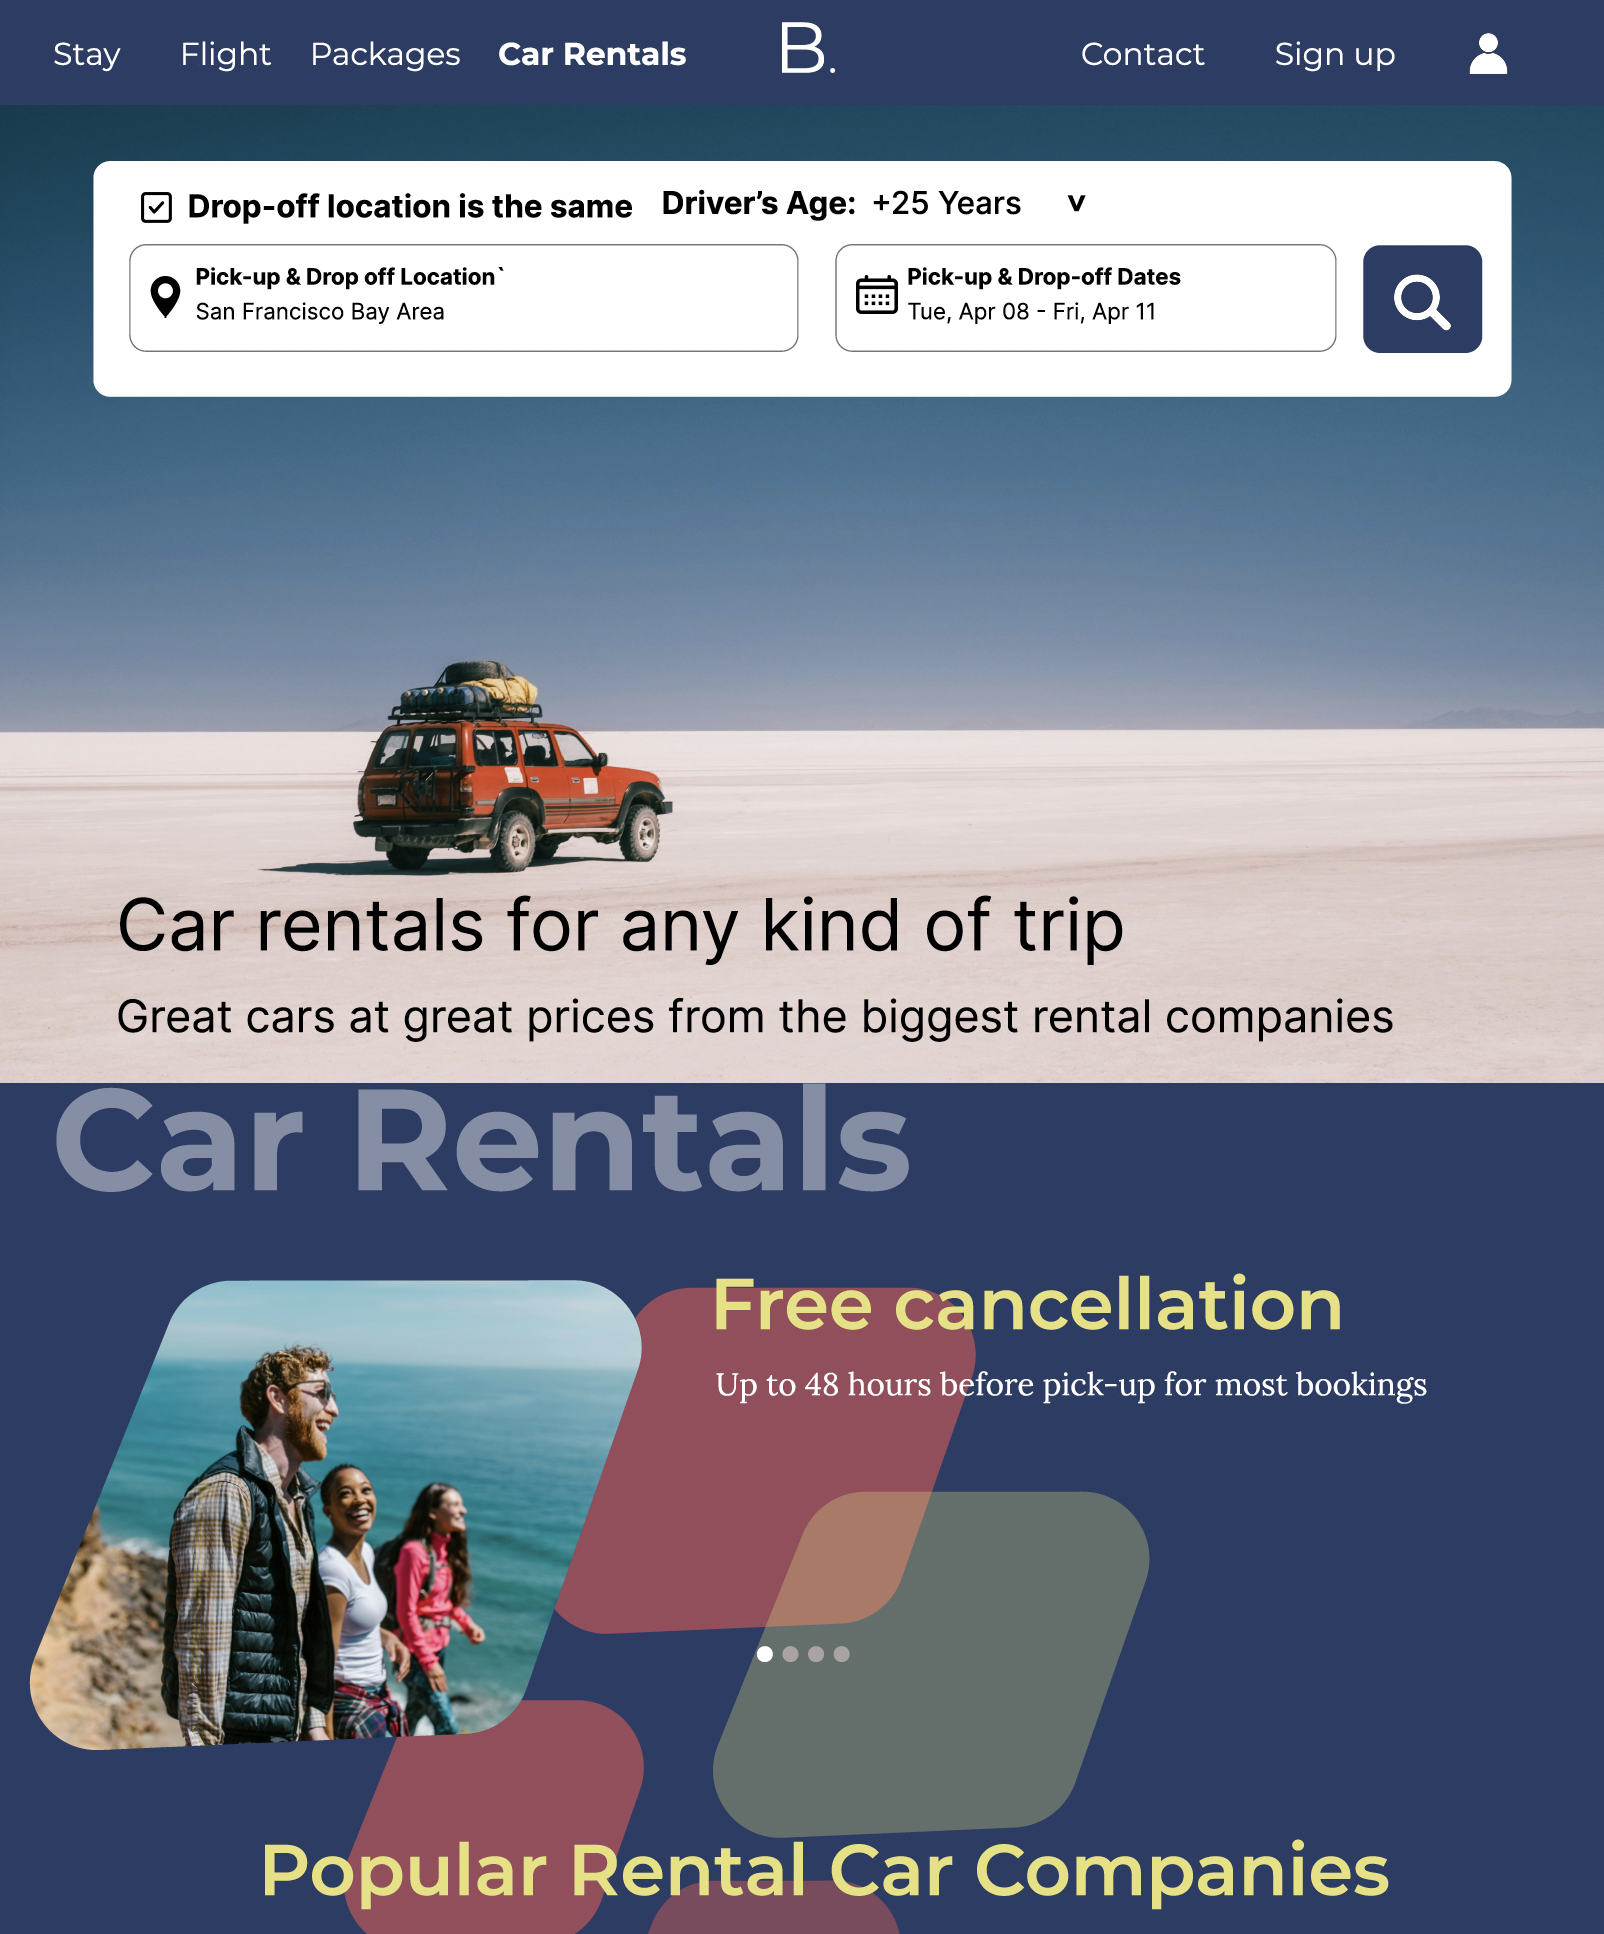 Stay Flight Packages Car Rentals B. Contact Sign up
Drop-off location is the same Driver's Age: +25 Years v
Pick-up & Drop off Location`
San Francisco Bay Area
Pick-up & Drop-off Dates
Tue, Apr 08 - Fri, Apr 11
Car rentals for any kind of trip
Great cars at great prices from the biggest rental companies
Car Rentals
Free cancellation
Up to 48 hours before pick-up for most bookings
Popular Rental Car Companies